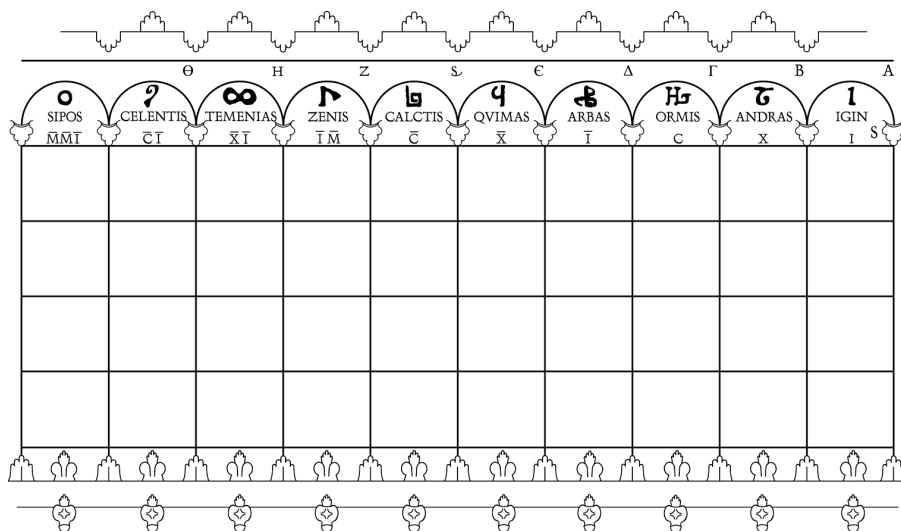 Ѳ H Z Ϛ Є Δ Γ B A
SIPOS CELENTIS TEMENIAS ZENIS CALCTIS QVIMAS ARBAS ORMIS ANDRAS IGIN
S
M̅M̅I̅ C̅I̅ X̅I̅ I̅M̅ C̅ X̅ I̅ C X I